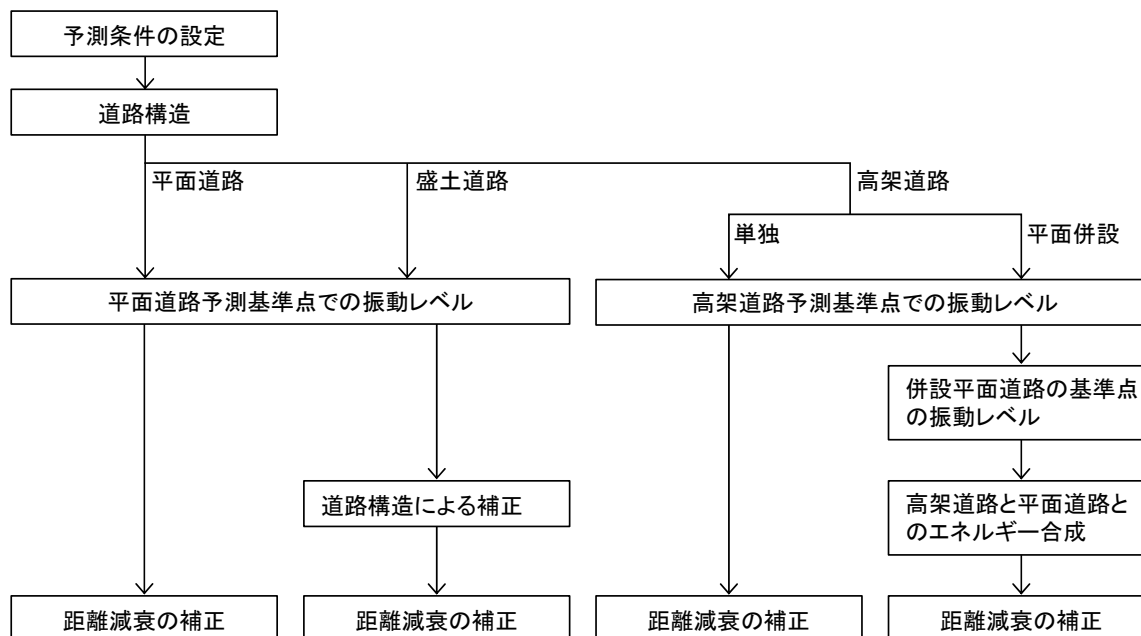 予測条件の設定
道路構造
平面道路
盛土道路
高架道路
単独
平面併設
平面道路予測基準点での振動レベル
高架道路予測基準点での振動レベル
併設平面道路の基準点
の振動レベル
道路構造による補正
高架道路と平面道路と
のエネルギー合成
距離減衰の補正
距離減衰の補正
距離減衰の補正
距離減衰の補正